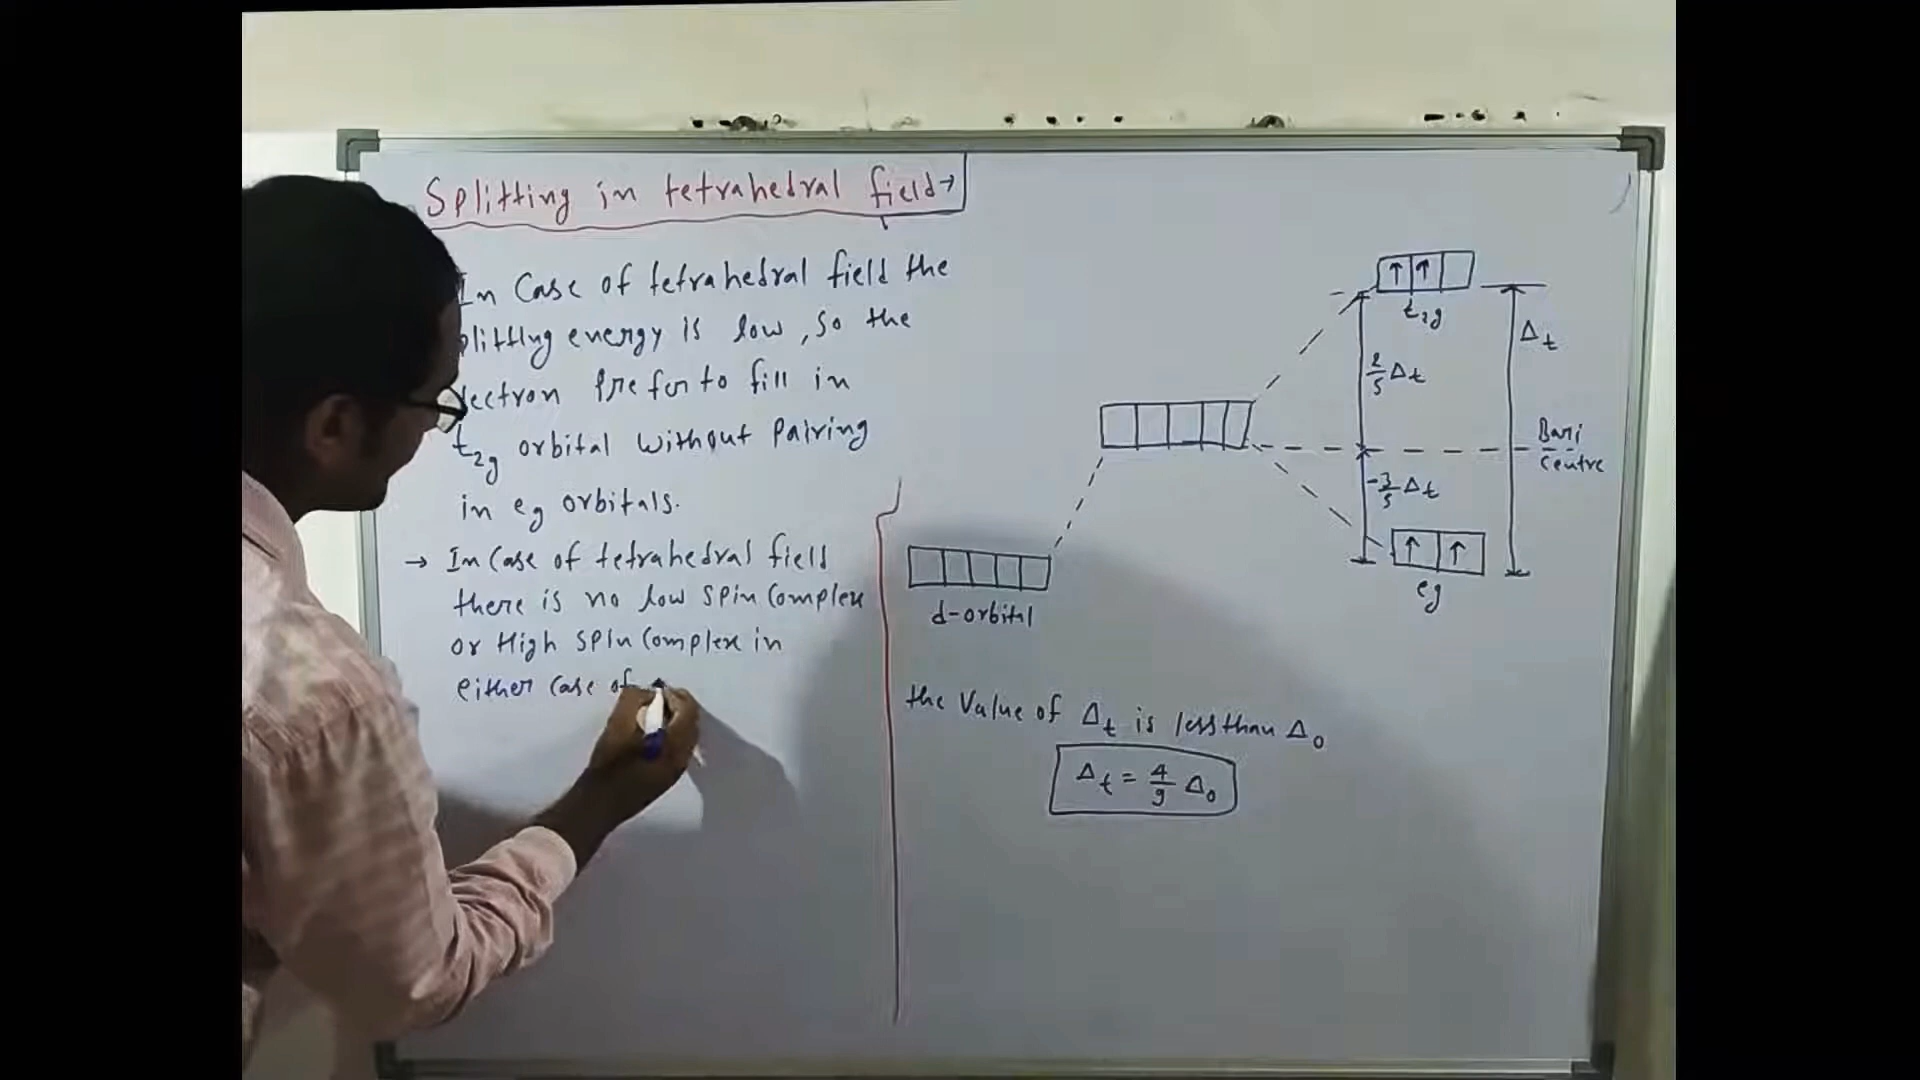 Splitting in tetrahedral field →
In Case of tetrahedral field the
plitting energy is low, so the
lectron Prefer to fill in
t2g orbital without Pairing
in eg orbitals.
→ In Case of tetrahedral field
there is no low spin Complex
or High spin Complex in
either Case of
t2g
Δt
2/5 Δt
Bari
Centre
-3/5 Δt
eg
d-orbital
the Value of Δt is less than Δo
Δt = 4/9 Δo